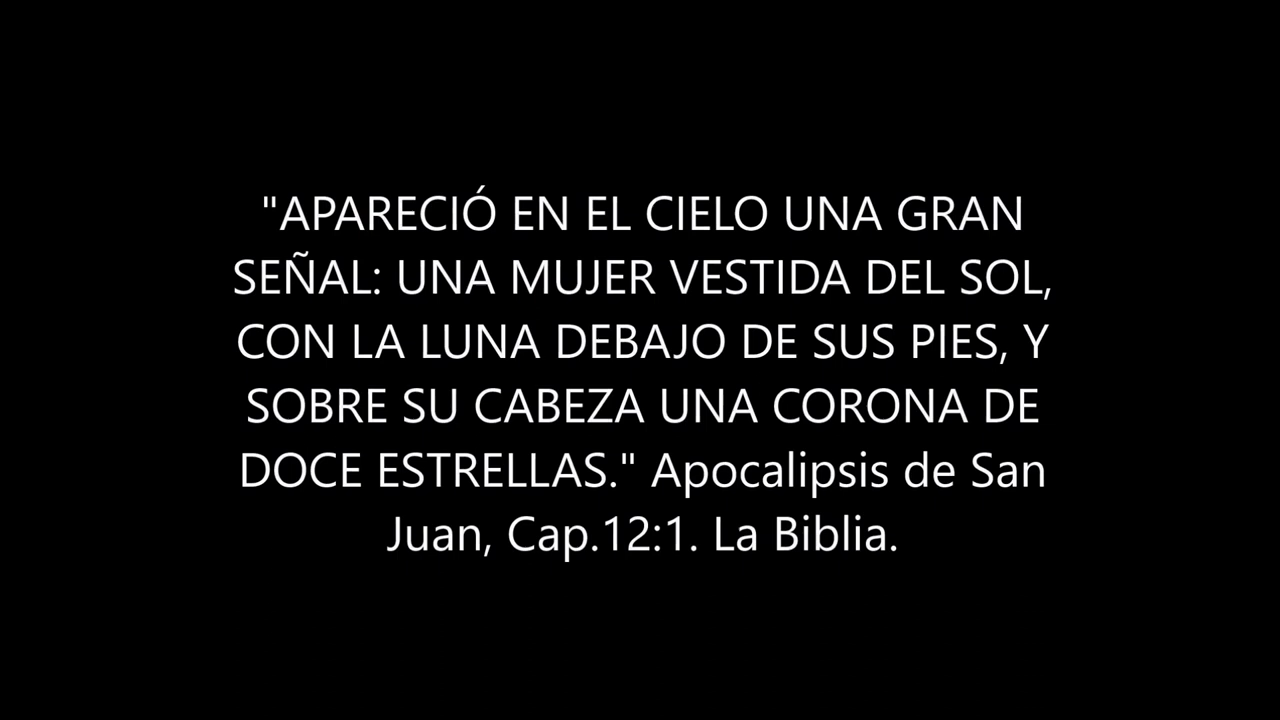 "APARECIÓ EN EL CIELO UNA GRAN
SEÑAL: UNA MUJER VESTIDA DEL SOL,
CON LA LUNA DEBAJO DE SUS PIES, Y
SOBRE SU CABEZA UNA CORONA DE
DOCE ESTRELLAS." Apocalipsis de San
Juan, Cap.12:1. La Biblia.